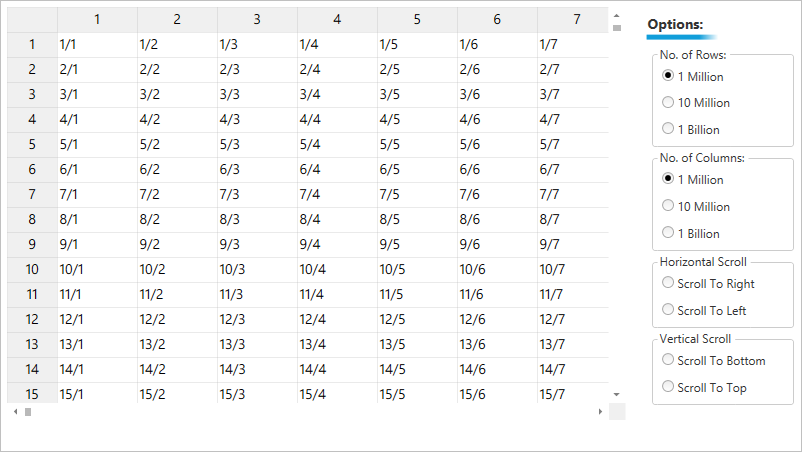 1 2 3 4 5 6 7
1 1/1 1/2 1/3 1/4 1/5 1/6 1/7
2 2/1 2/2 2/3 2/4 2/5 2/6 2/7
3 3/1 3/2 3/3 3/4 3/5 3/6 3/7
4 4/1 4/2 4/3 4/4 4/5 4/6 4/7
5 5/1 5/2 5/3 5/4 5/5 5/6 5/7
6 6/1 6/2 6/3 6/4 6/5 6/6 6/7
7 7/1 7/2 7/3 7/4 7/5 7/6 7/7
8 8/1 8/2 8/3 8/4 8/5 8/6 8/7
9 9/1 9/2 9/3 9/4 9/5 9/6 9/7
10 10/1 10/2 10/3 10/4 10/5 10/6 10/7
11 11/1 11/2 11/3 11/4 11/5 11/6 11/7
12 12/1 12/2 12/3 12/4 12/5 12/6 12/7
13 13/1 13/2 13/3 13/4 13/5 13/6 13/7
14 14/1 14/2 14/3 14/4 14/5 14/6 14/7
15 15/1 15/2 15/3 15/4 15/5 15/6 15/7
Options:
No. of Rows:
1 Million
10 Million
1 Billion
No. of Columns:
1 Million
10 Million
1 Billion
Horizontal Scroll
Scroll To Right
Scroll To Left
Vertical Scroll
Scroll To Bottom
Scroll To Top